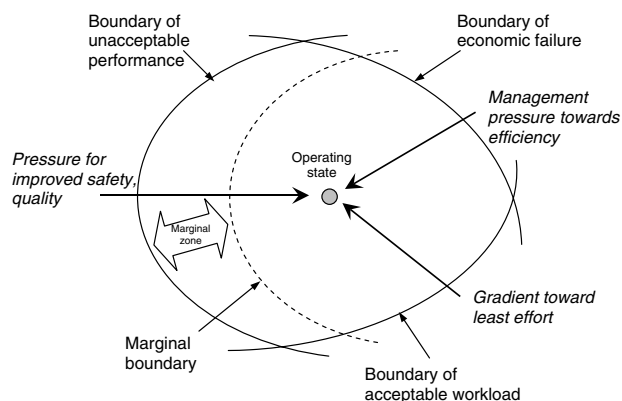 Boundary of
unacceptable
performance
Boundary of
economic failure
Management
pressure towards
efficiency
Pressure for
improved safety,
quality
Operating
state
Marginal
zone
Gradient toward
least effort
Marginal
boundary
Boundary of
acceptable workload